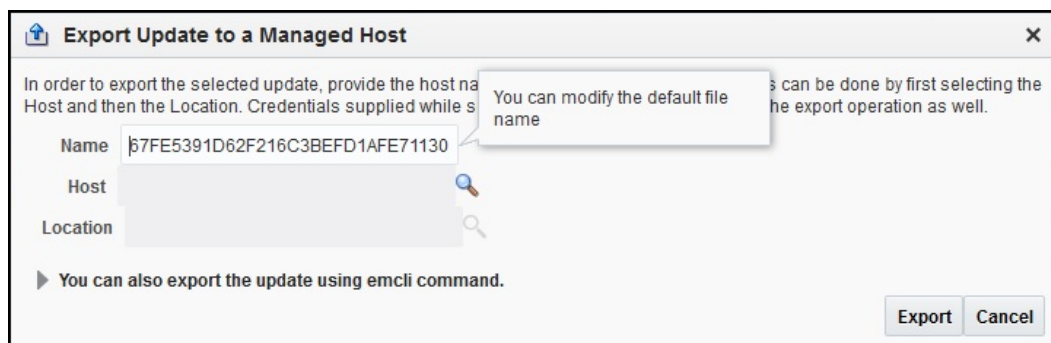 Export Update to a Managed Host
In order to export the selected update, provide the host na s can be done by first selecting the
Host and then the Location. Credentials supplied while s he export operation as well.
You can modify the default file
name
Name 67FE5391D62F216C3BEFD1AFE71130
Host
Location
You can also export the update using emcli command.
Export Cancel